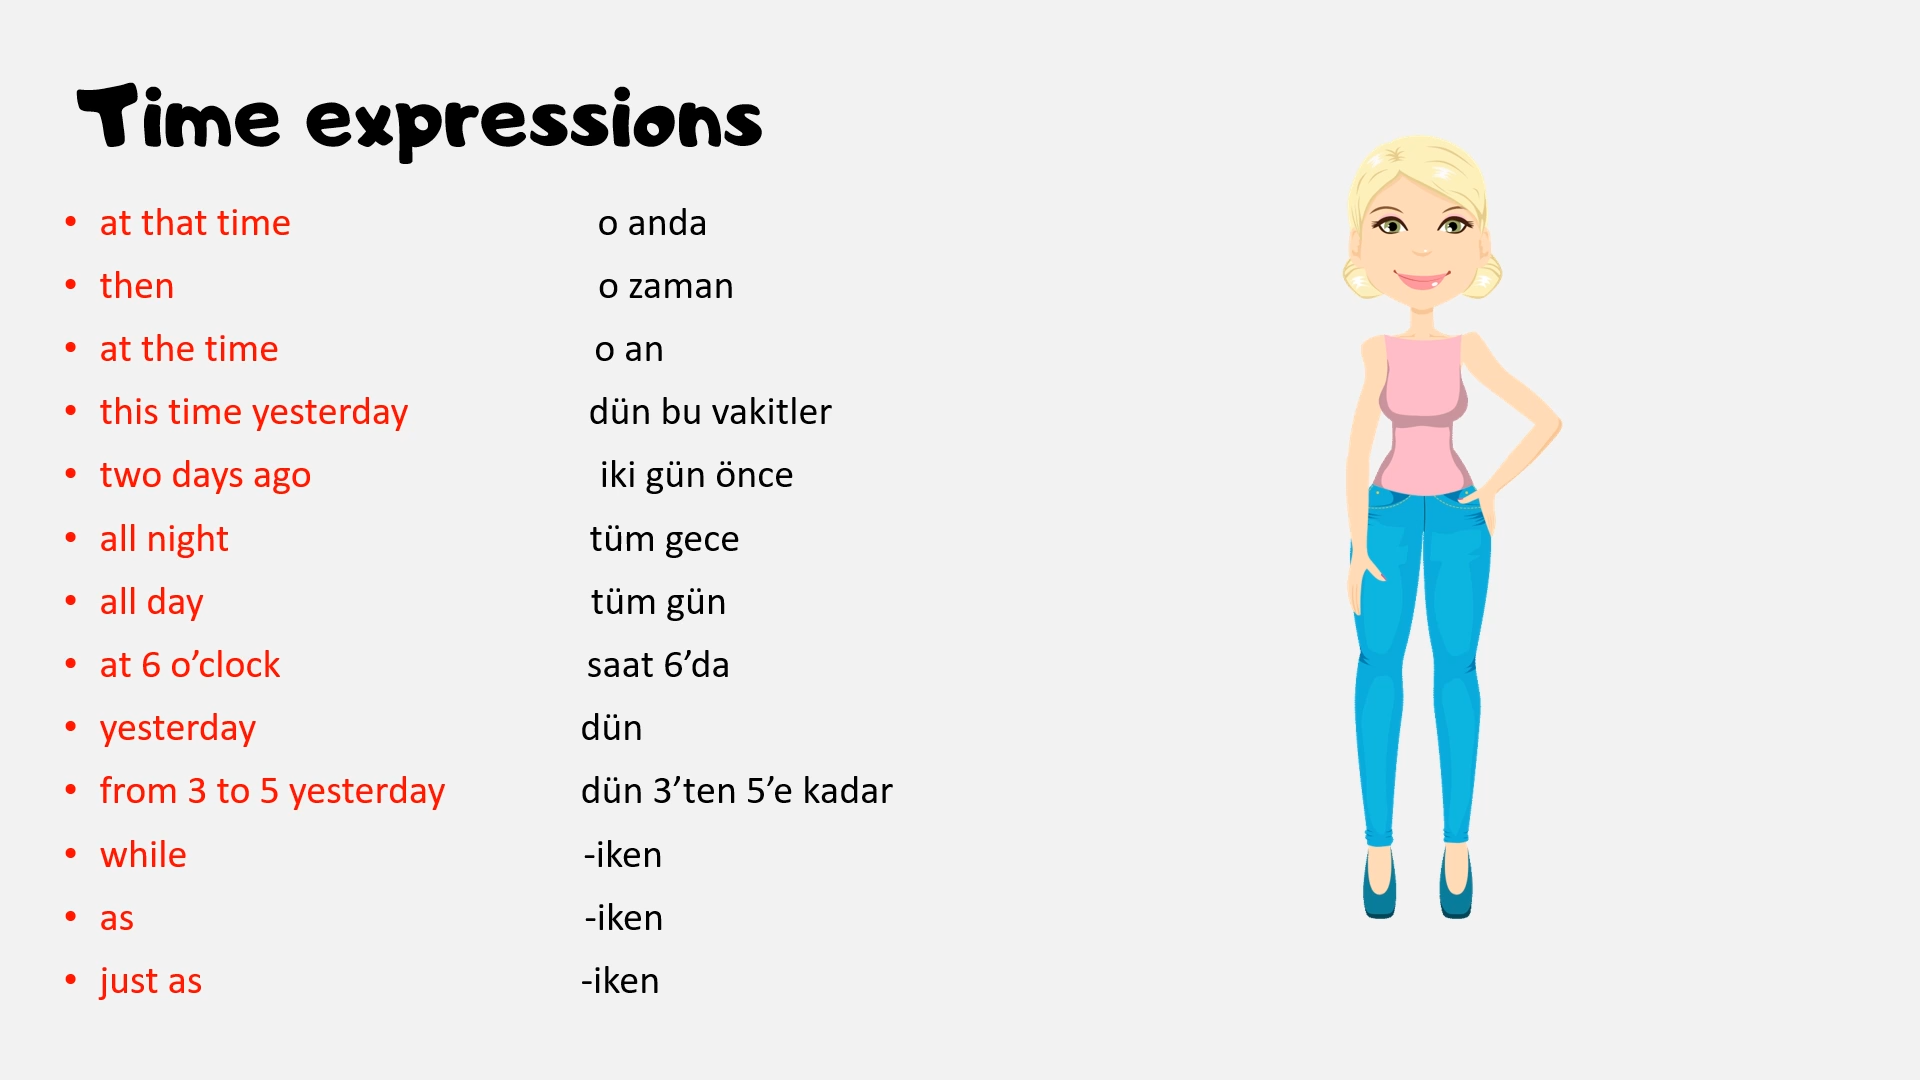 Time expressions
• at that time o anda
• then o zaman
• at the time o an
• this time yesterday dün bu vakitler
• two days ago iki gün önce
• all night tüm gece
• all day tüm gün
• at 6 o’clock saat 6’da
• yesterday dün
• from 3 to 5 yesterday dün 3’ten 5’e kadar
• while -iken
• as -iken
• just as -iken